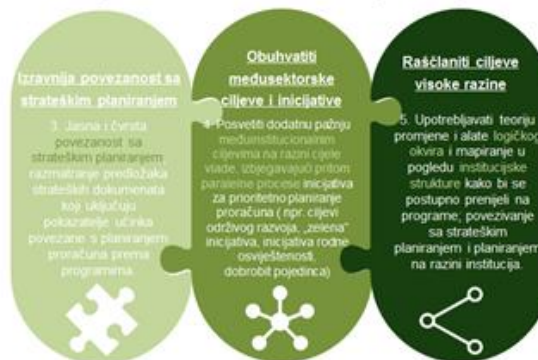 Izravnija povezanost sa
strateškim planiranjem
3. Jasna i čvrsta
povezanost sa
strateškim planiranjem
razmatranje predložaka
strateških dokumenata
koji uključuju
pokazatelje učinka
povezane s planiranjem
proračuna prema
programima.
Obuhvatiti
međusektorske
ciljeve i inicijative
4. Posvetiti dodatnu pažnju
međuinstitucionalnim
ciljevima na razini cijele
vlade, izbjegavajući pritom
paralelne procese inicijativa
za prioritetno planiranje
proračuna ( npr. ciljevi
održivog razvoja, „zelena”
inicijativa, inicijativa rodne
osviještenosti,
dobrobit pojedinca)
Raščlaniti ciljeve
visoke razine
5. Upotrebljavati teoriju
promjene i alate logičkog
okvira i mapiranje u
pogledu institucijske
strukture kako bi se
postupno prenijeli na
programe; povezivanje
sa strateškim
planiranjem i planiranjem
na razini institucija.